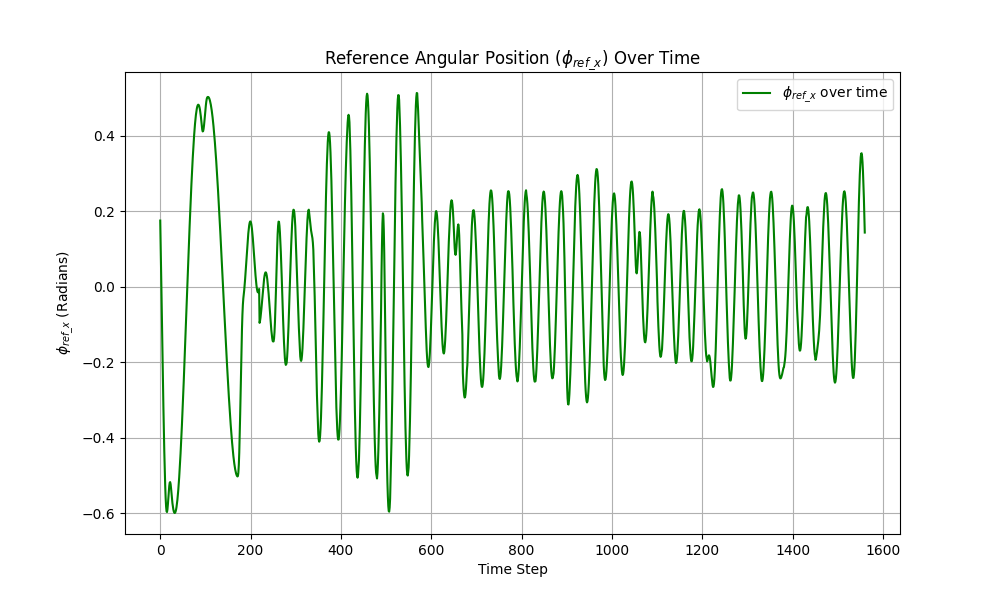 Reference Angular Position (ϕref_x) Over Time
ϕref_x over time
0.4
0.2
0.0
−0.2
−0.4
−0.6
ϕref_x (Radians)
0 200 400 600 800 1000 1200 1400 1600
Time Step